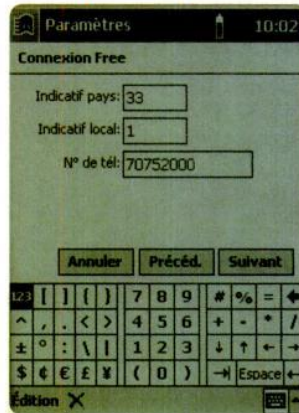 Paramètres 10:02
Connexion Free
Indicatif pays: 33
Indicatif local: 1
N° de tél: 70752000
Annuler Précéd. Suivant
123 [ ] { } 7 8 9 # % = ←
^ , . < > 4 5 6 + - * /
± ° : \ | 1 2 3 ↓ ↑ ← →
$ ¢ € £ ¥ ( 0 ) →| Espace ↵
Édition